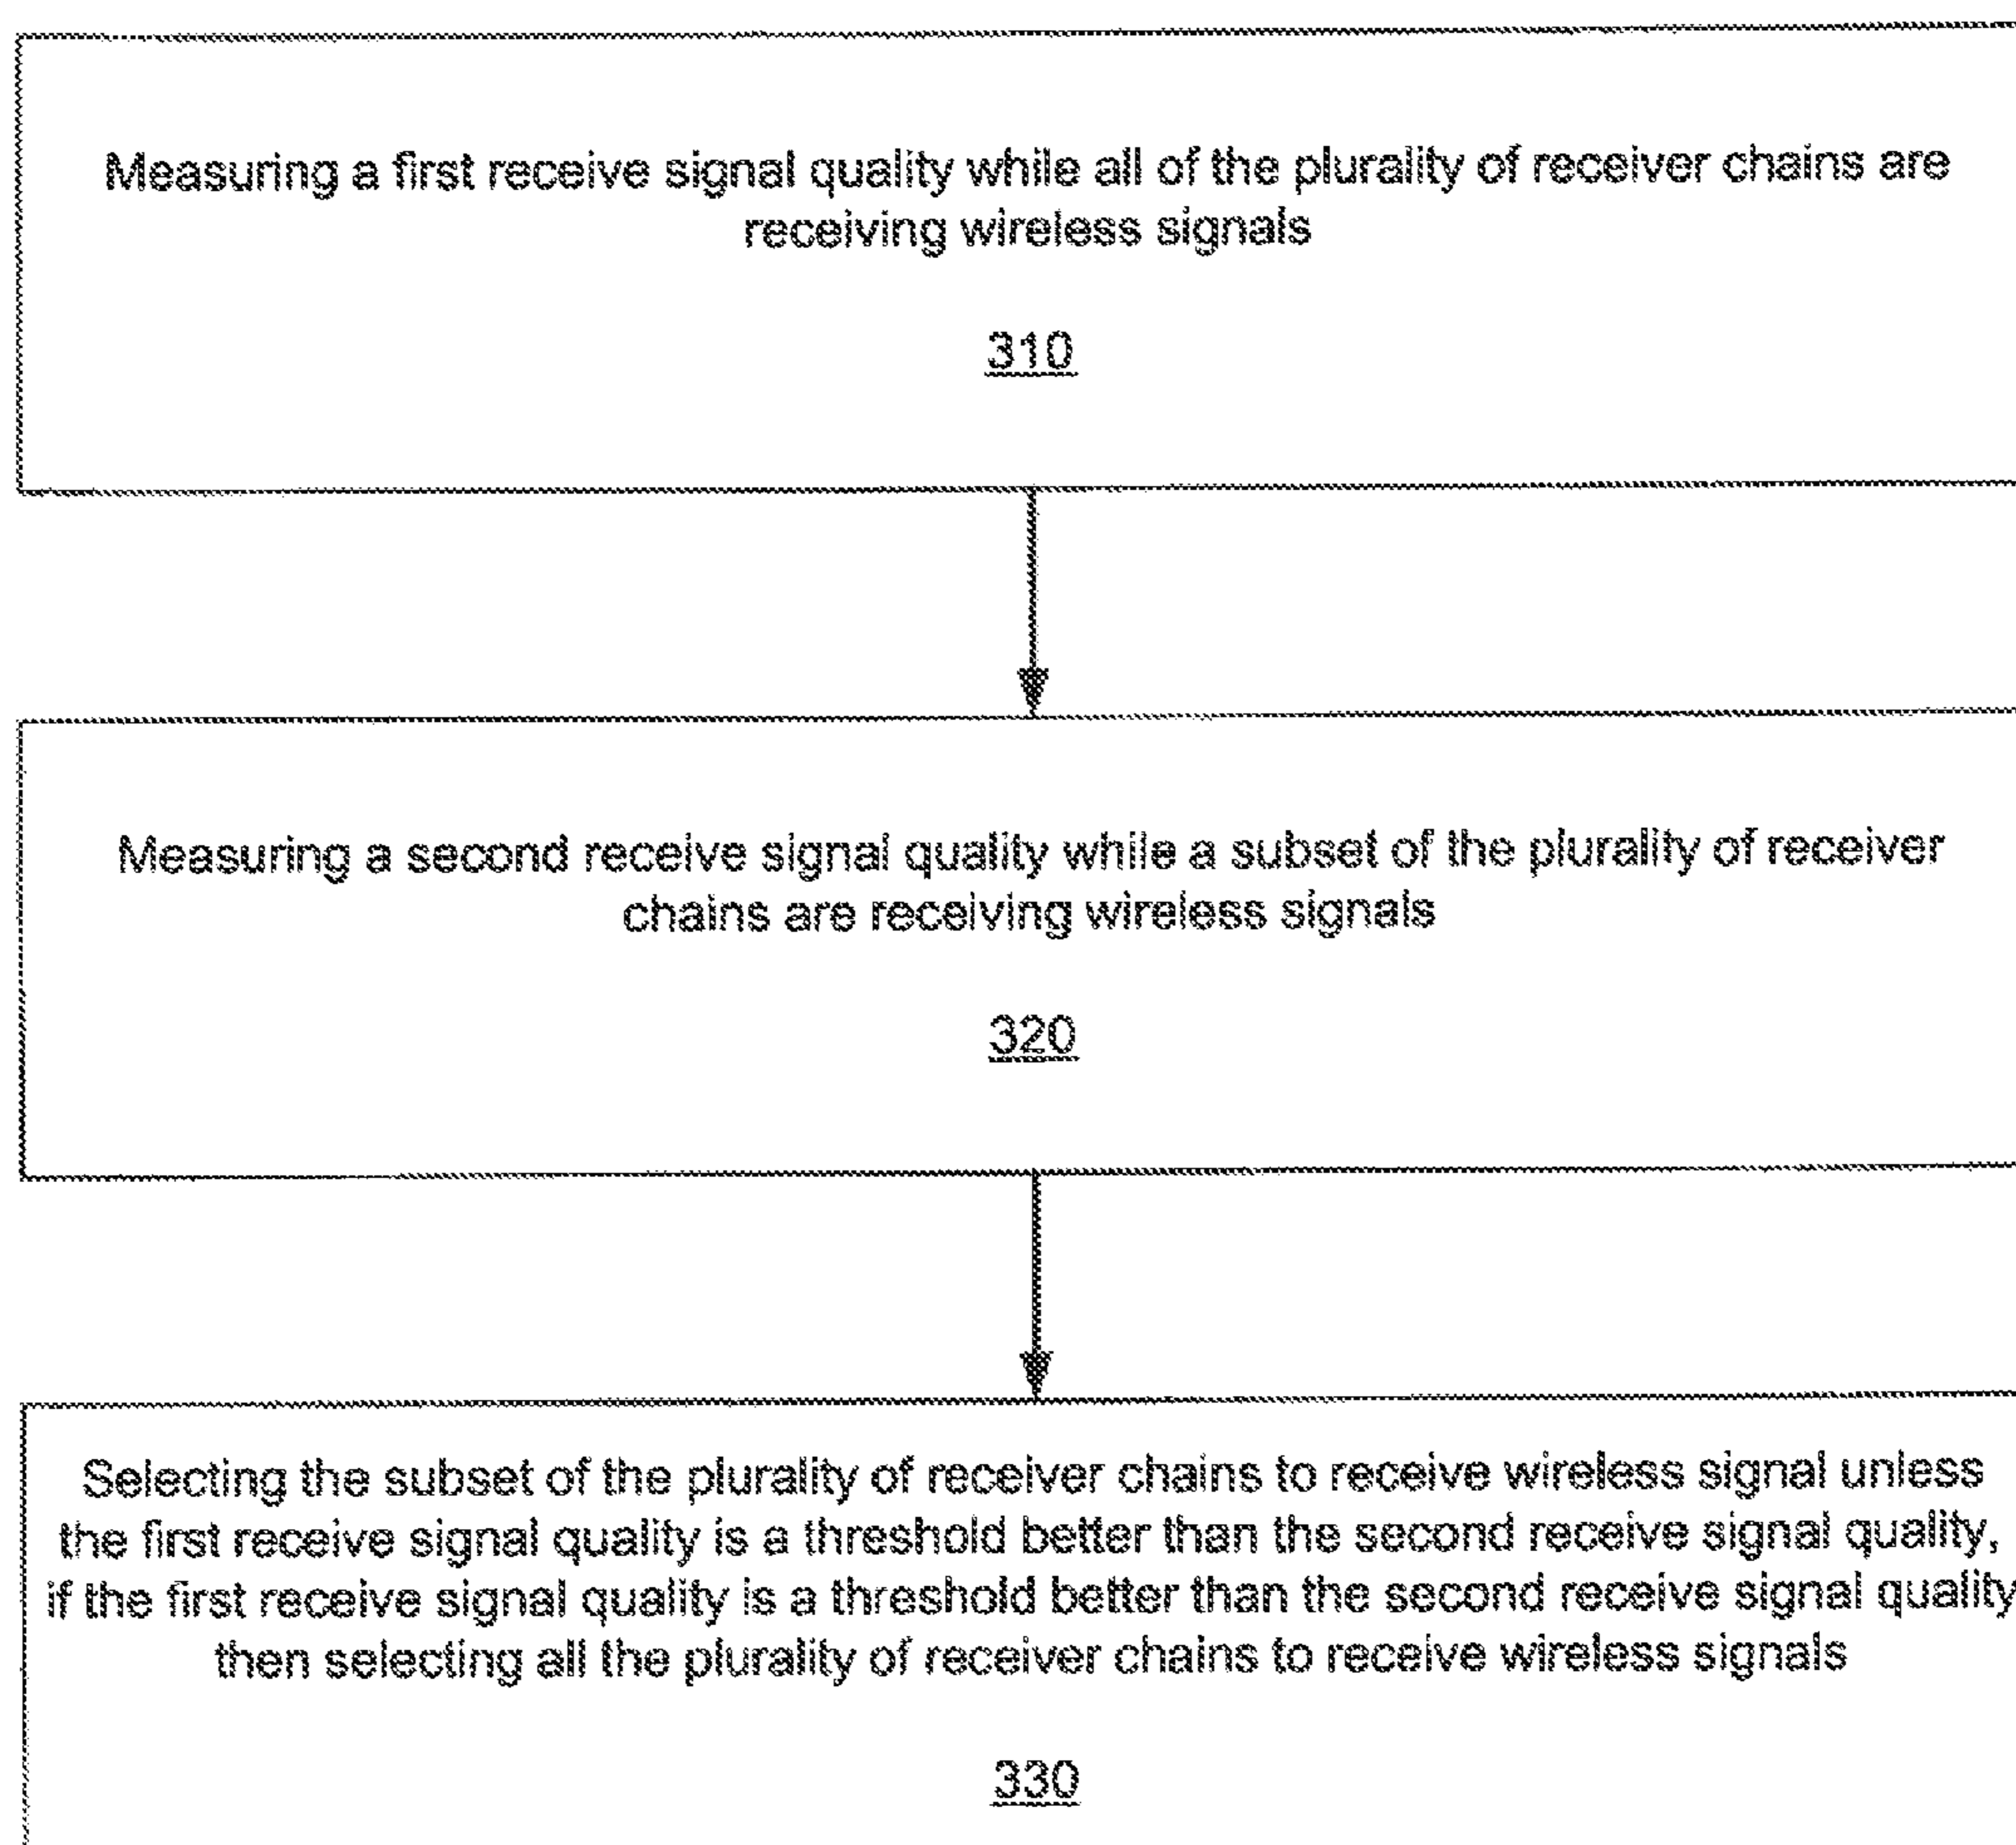 Measuring a first receive signal quality while all of the plurality of receiver chains are
receiving wireless signals
310
Measuring a second receive signal quality while a subset of the plurality of receiver
chains are receiving wireless signals
320
Selecting the subset of the plurality of receiver chains to receive wireless signal unless
the first receive signal quality is a threshold better than the second receive signal quality,
if the first receive signal quality is a threshold better than the second receive signal quality
then selecting all the plurality of receiver chains to receive wireless signals
330